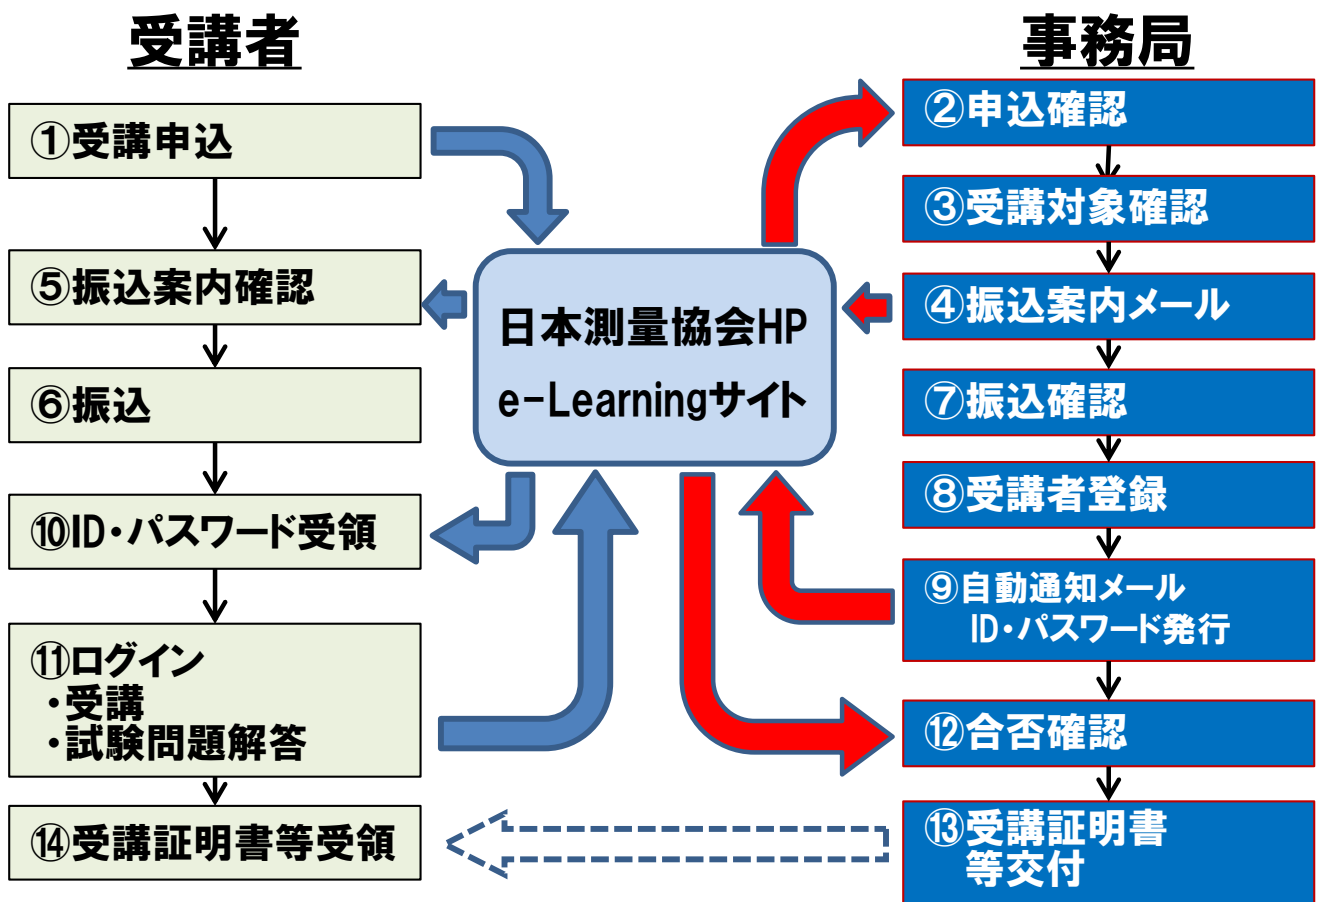 受講者
①受講申込
⑤振込案内確認
⑥振込
⑩ID・パスワード受領
⑪ログイン
・受講
・試験問題解答
⑭受講証明書等受領
日本測量協会HP
e-Learningサイト
事務局
②申込確認
③受講対象確認
④振込案内メール
⑦振込確認
⑧受講者登録
⑨自動通知メール
ID・パスワード発行
⑫合否確認
⑬受講証明書
等交付